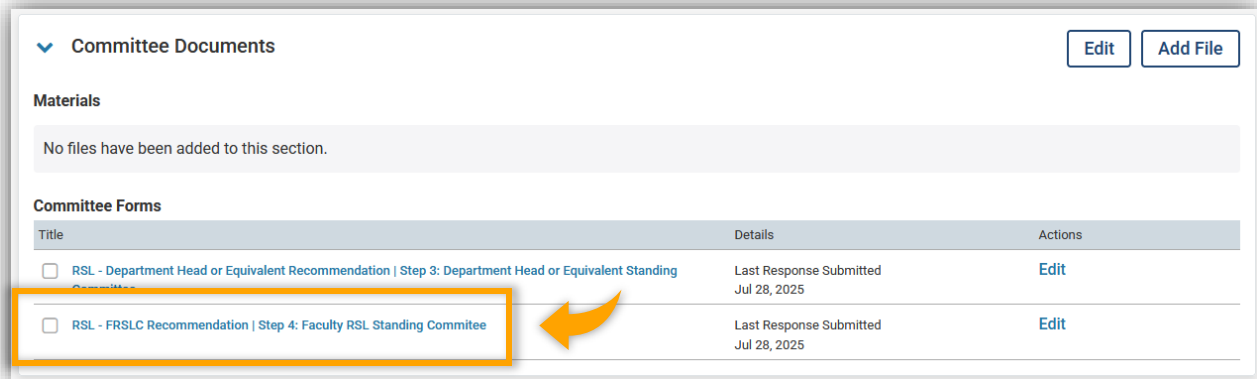 Committee Documents
Edit
Add File
Materials
No files have been added to this section.
Committee Forms
Title
Details
Actions
RSL - Department Head or Equivalent Recommendation | Step 3: Department Head or Equivalent Standing
Committee
Last Response Submitted
Jul 28, 2025
Edit
RSL - FRSLC Recommendation | Step 4: Faculty RSL Standing Commitee
Last Response Submitted
Jul 28, 2025
Edit